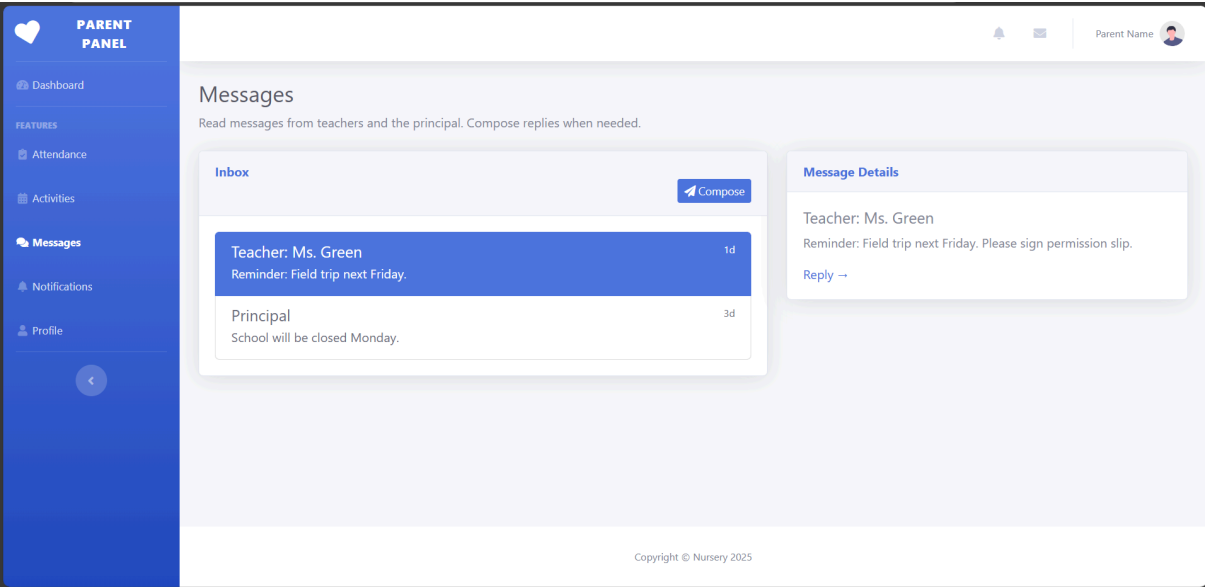 PARENT
PANEL
Dashboard
FEATURES
Attendance
Activities
Messages
Notifications
Profile
Parent Name
Messages
Read messages from teachers and the principal. Compose replies when needed.
Inbox
Compose
Teacher: Ms. Green
1d
Reminder: Field trip next Friday.
Principal
3d
School will be closed Monday.
Message Details
Teacher: Ms. Green
Reminder: Field trip next Friday. Please sign permission slip.
Reply →
Copyright © Nursery 2025